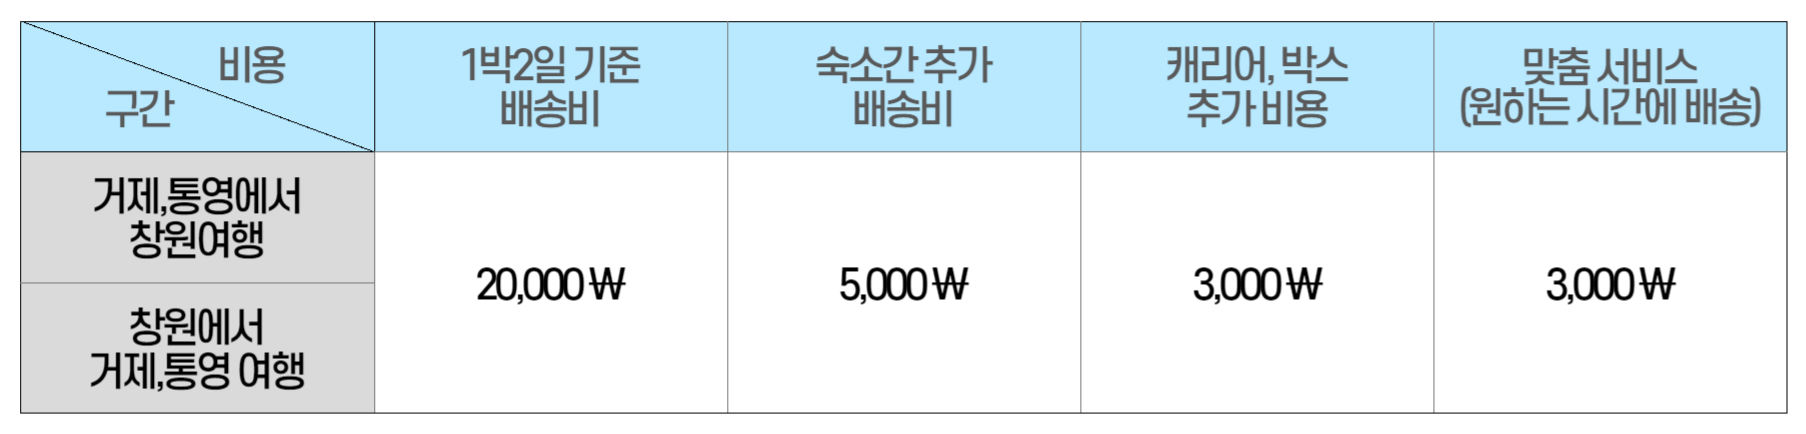 비용
구간
1박2일 기준
배송비
숙소간 추가
배송비
캐리어, 박스
추가 비용
맞춤 서비스
(원하는 시간에 배송)
거제,통영에서
창원여행
창원에서
거제,통영 여행
20,000₩
5,000₩
3,000₩
3,000₩